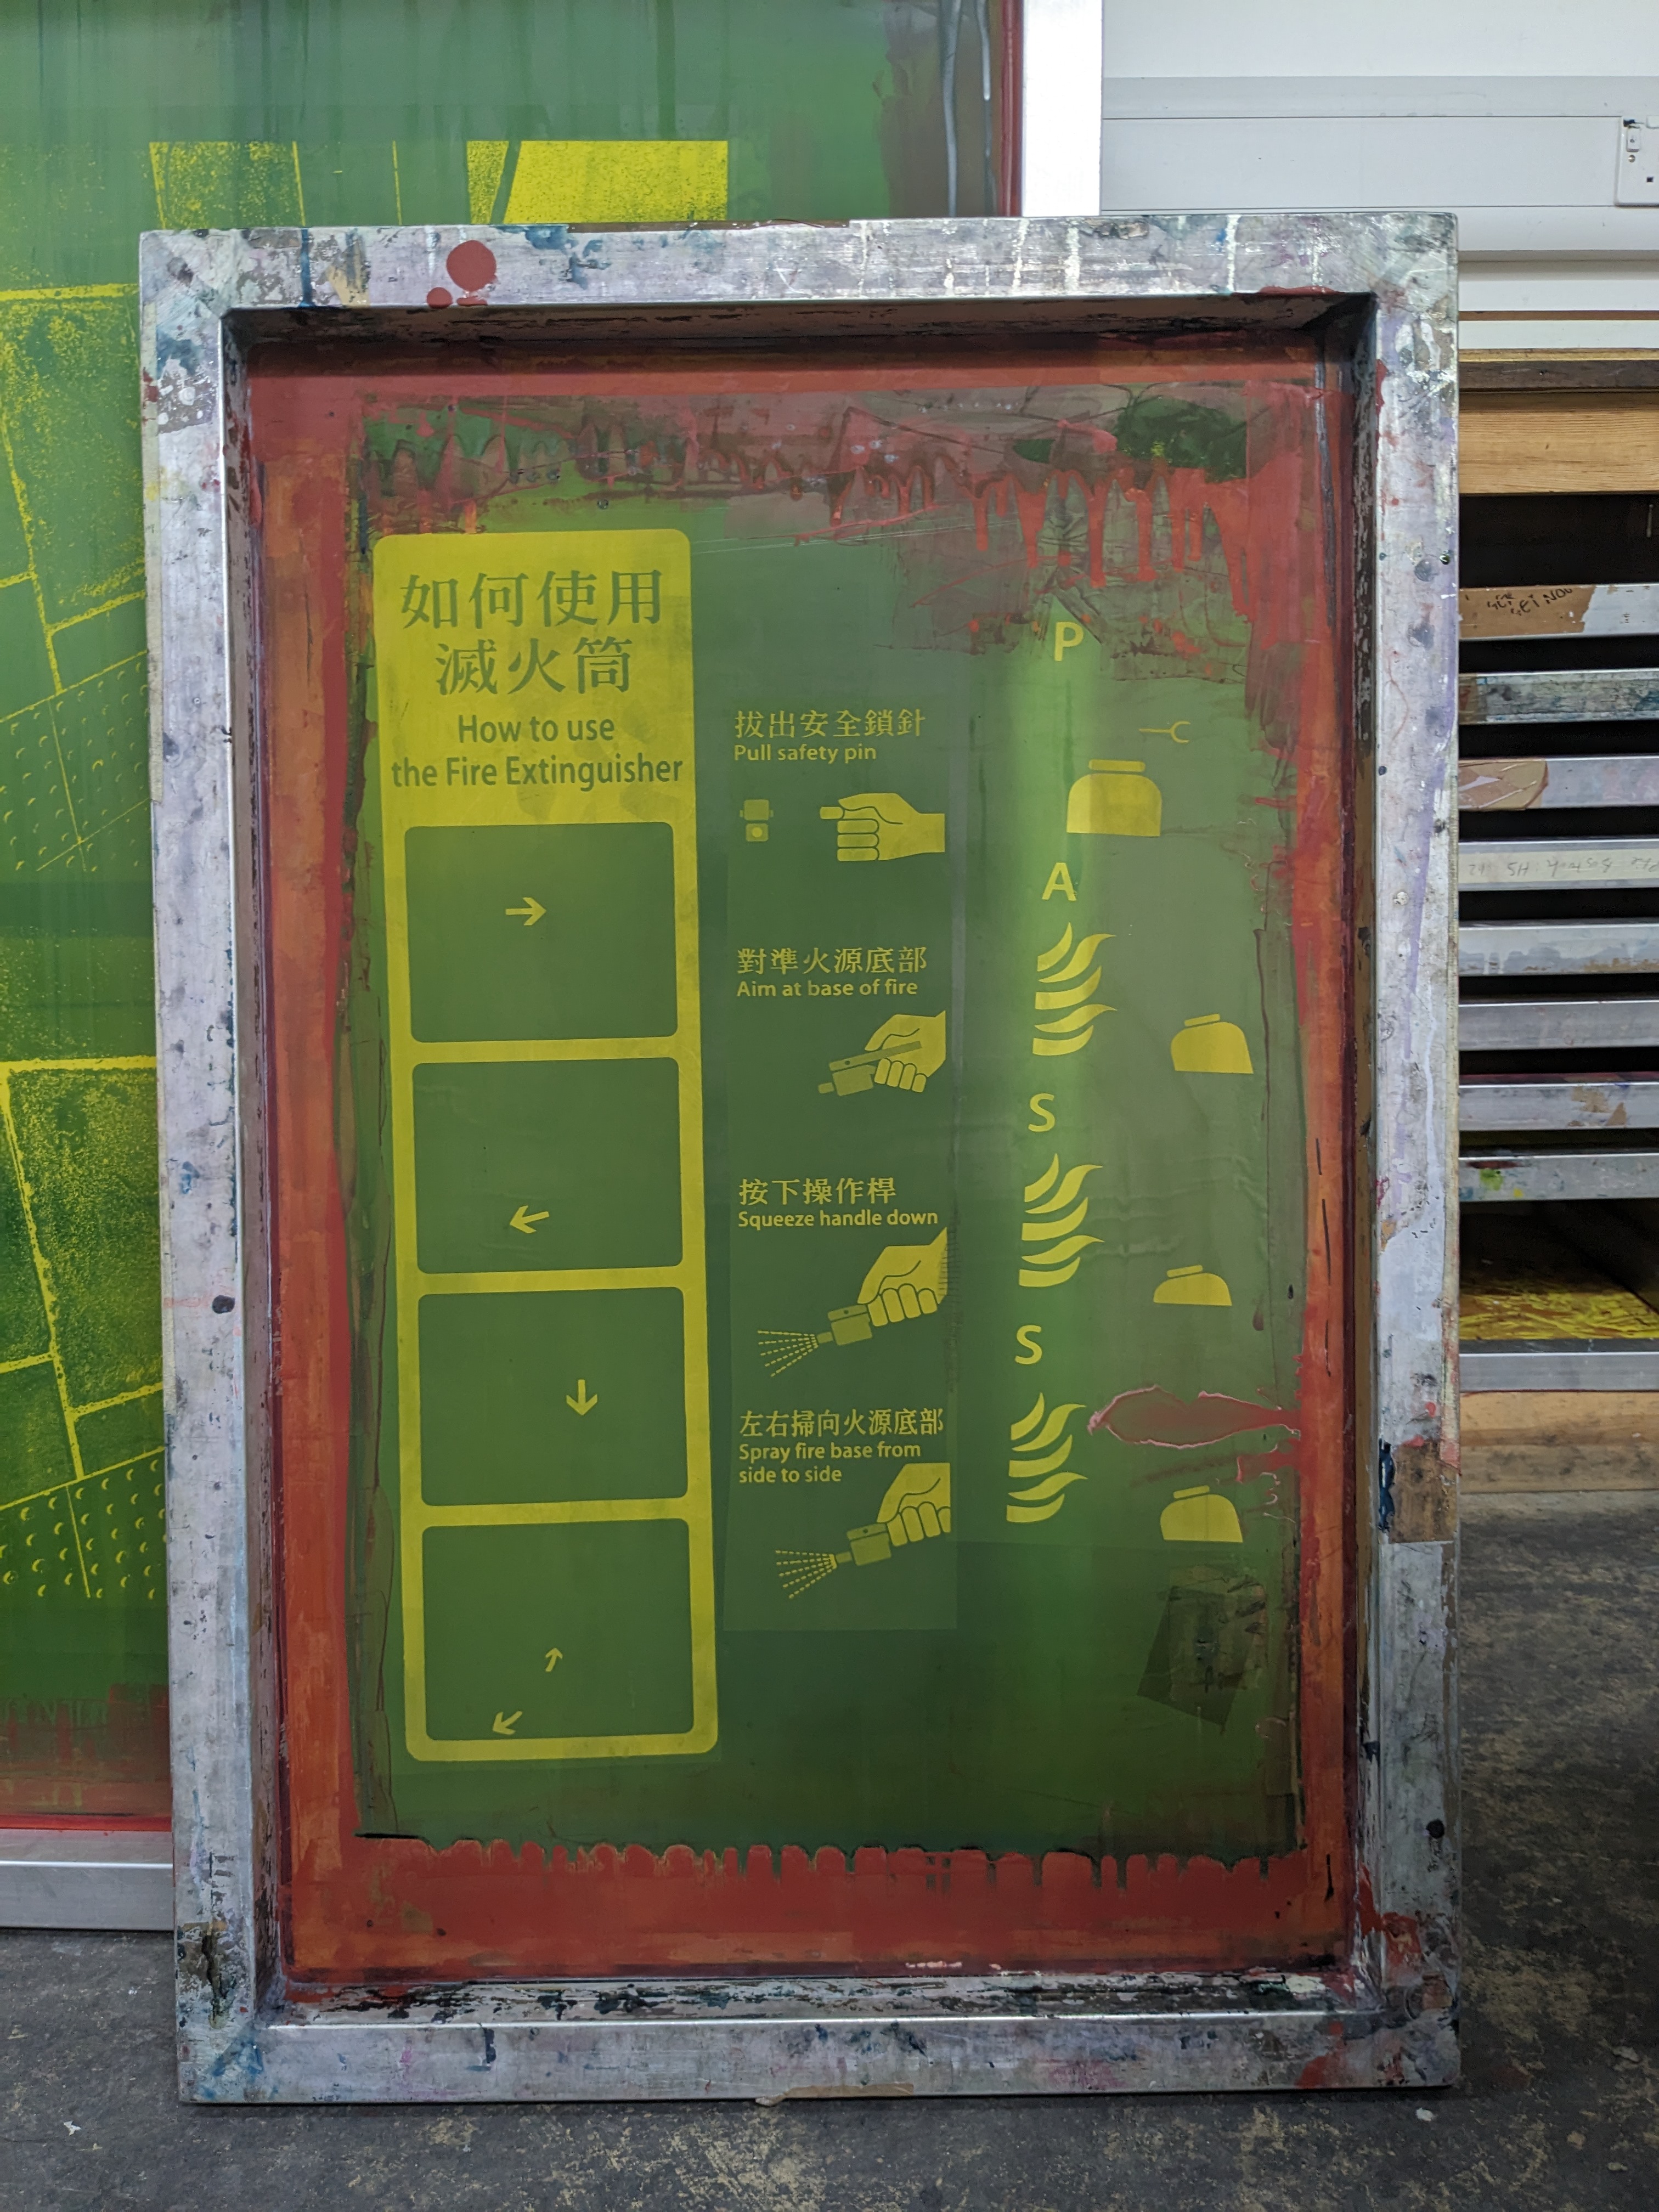 如何使用
滅火筒
How to use
the Fire Extinguisher
拔出安全鎖針
Pull safety pin
對準火源底部
Aim at base of fire
按下操作桿
Squeeze handle down
左右掃向火源底部
Spray fire base from
side to side
P
A
S
S